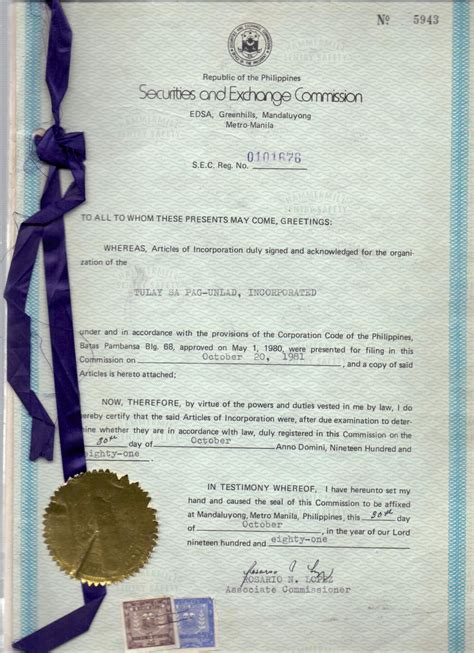 Nº 5943
Republic of the Philippines
Securities and Exchange Commission
EDSA, Greenhills, Mandaluyong
Metro-Manila
S.E.C. Reg. No. 0101676
TO ALL TO WHOM THESE PRESENTS MAY COME, GREETINGS:
WHEREAS, Articles of Incorporation duly signed and acknowledged for the organi-
zation of the
TULAY SA PAG-UNLAD, INCORPORATED
under and in accordance with the provisions of the Corporation Code of the Philippines,
Batas Pambansa Blg. 68, approved on May 1, 1980, were presented for filing in this
Commission on October 20, 1981, and a copy of said
Articles is hereto attached;
NOW, THEREFORE, by virtue of the powers and duties vested in me by law, I do
hereby certify that the said Articles of Incorporation were, after due examination to deter-
mine whether they are in accordance with law, duly registered in this Commission on the
day of October Anno Domini, Nineteen Hundred and
eighty-one.
IN TESTIMONY WHEREOF, I have hereunto set my
hand and caused the seal of this Commission to be affixed
at Mandaluyong, Metro Manila, Philippines, this day
of October, in the year of our Lord
nineteen hundred and eighty-one.
ROSARIO N. LOPEZ
Associate Commissioner